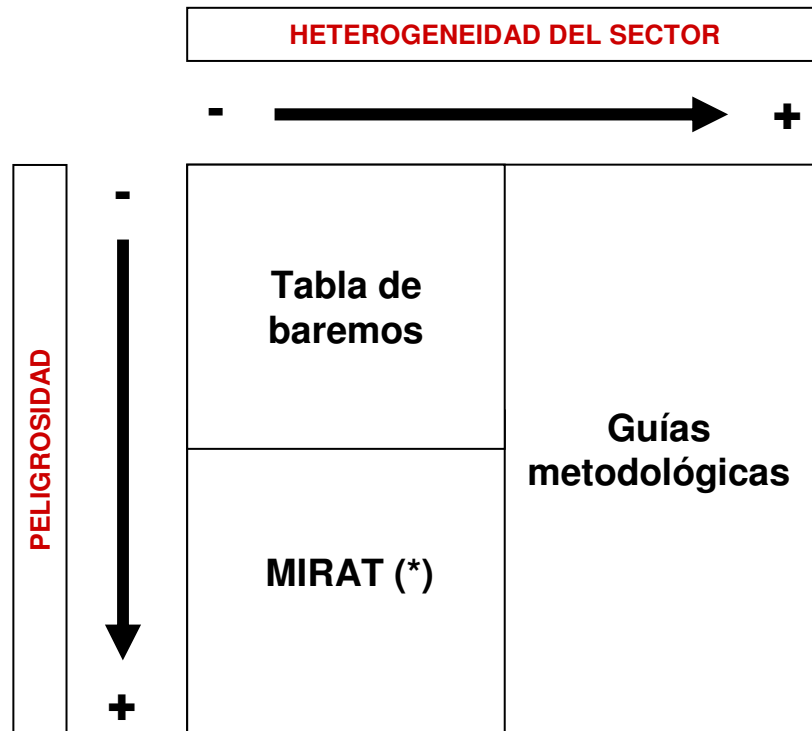 HETEROGENEIDAD DEL SECTOR
- +
-
PELIGROSIDAD
+
Tabla de
baremos
Guías
metodológicas
MIRAT (*)